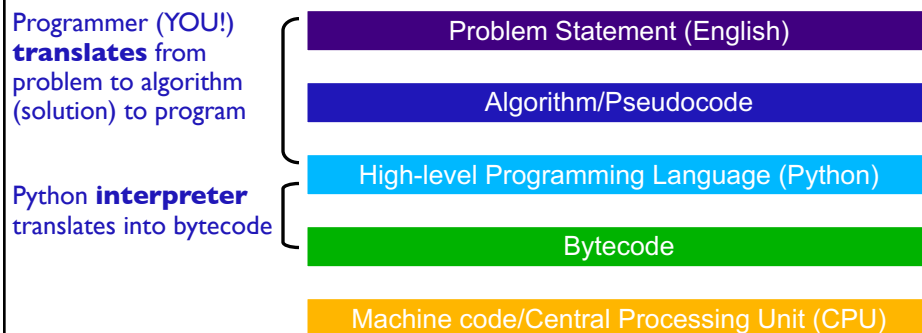 Programmer (YOU!)
translates from
problem to algorithm
(solution) to program
Problem Statement (English)
Algorithm/Pseudocode
High-level Programming Language (Python)
Python interpreter
translates into bytecode
Bytecode
Machine code/Central Processing Unit (CPU)